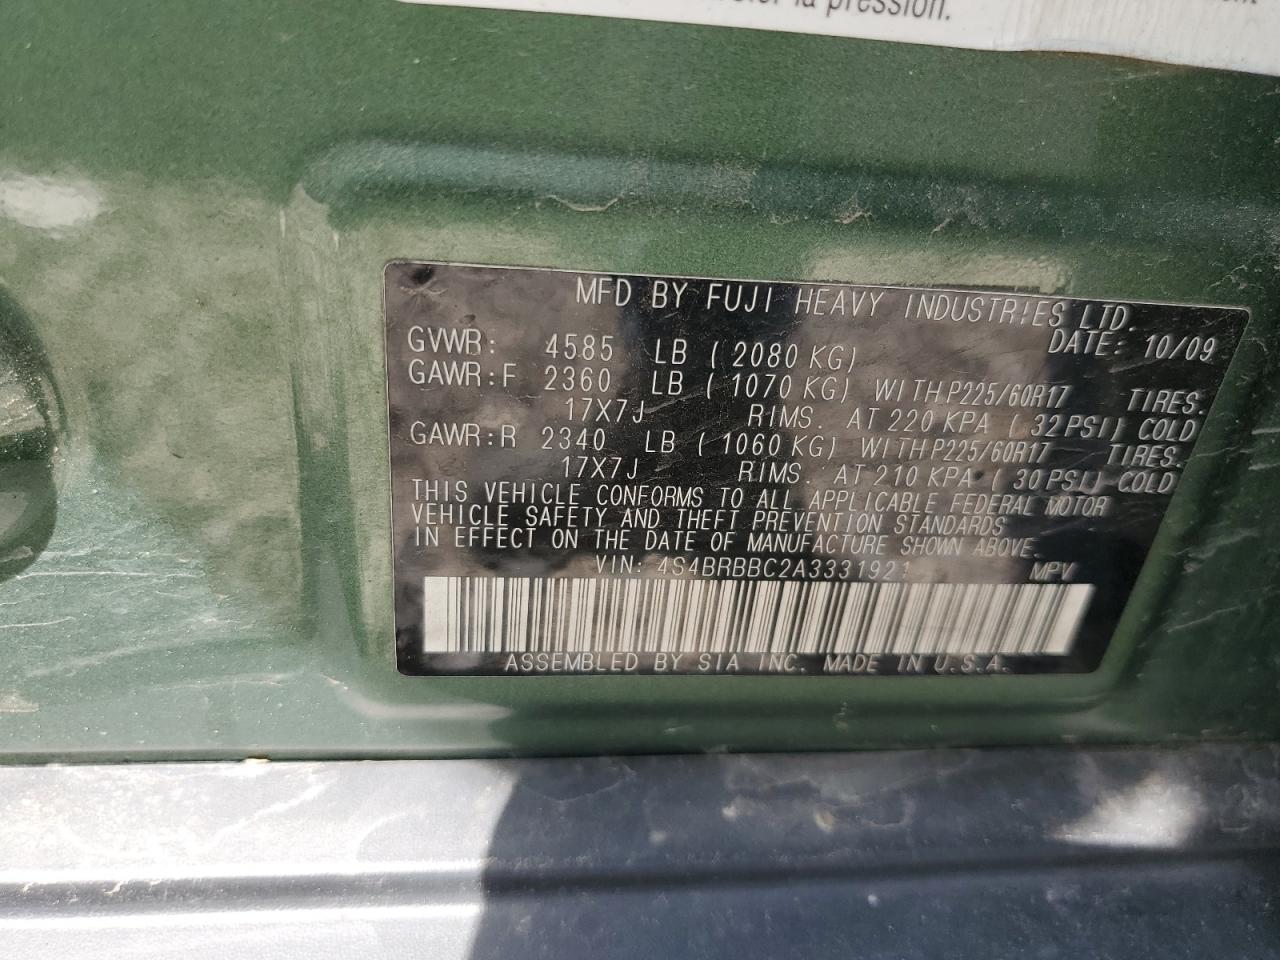 la pression.
MFD BY FUJI HEAVY INDUSTRIES LTD.
DATE: 10/09
GVWR: 4585 LB (2080 KG)
GAWR:F 2360 LB (1070 KG) WITH P225/60R17 TIRES.
17X7J RIMS. AT 220 KPA (32 PSI) COLD
GAWR:R 2340 LB (1060 KG) WITH P225/60R17 TIRES.
17X7J RIMS. AT 210 KPA (30 PSI) COLD
THIS VEHICLE CONFORMS TO ALL APPLICABLE FEDERAL MOTOR
VEHICLE SAFETY AND THEFT PREVENTION STANDARDS
IN EFFECT ON THE DATE OF MANUFACTURE SHOWN ABOVE.
VIN: 4S4BRBBC2A3331921 MPV
ASSEMBLED BY SIA INC. MADE IN U.S.A.